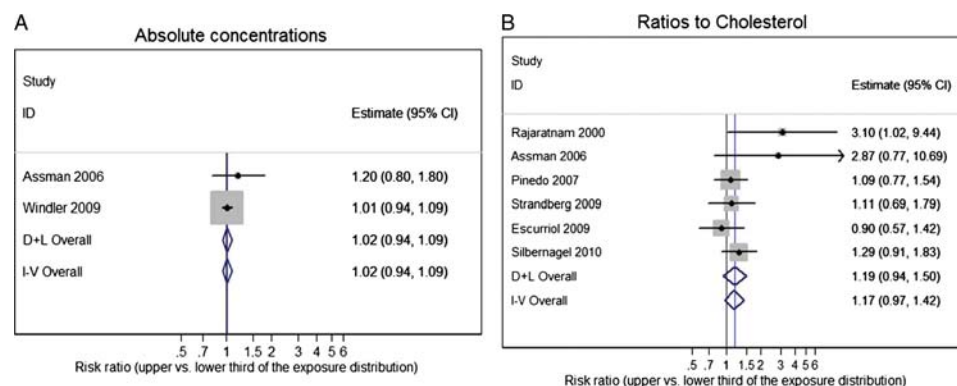 A
Absolute concentrations
Study
ID
Estimate (95% CI)
Assman 2006
1.20 (0.80, 1.80)
Windler 2009
1.01 (0.94, 1.09)
D+L Overall
1.02 (0.94, 1.09)
I-V Overall
1.02 (0.94, 1.09)
.5 .7 1 1.5 2 3 4 5 6
Risk ratio (upper vs. lower third of the exposure distribution)
B
Ratios to Cholesterol
Study
ID
Estimate (95% CI)
Rajaratnam 2000
3.10 (1.02, 9.44)
Assman 2006
2.87 (0.77, 10.69)
Pinedo 2007
1.09 (0.77, 1.54)
Strandberg 2009
1.11 (0.69, 1.79)
Escurriol 2009
0.90 (0.57, 1.42)
Silbernagel 2010
1.29 (0.91, 1.83)
D+L Overall
1.19 (0.94, 1.50)
I-V Overall
1.17 (0.97, 1.42)
.5 .7 1 1.5 2 3 4 5 6
Risk ratio (upper vs. lower third of the exposure distribution)